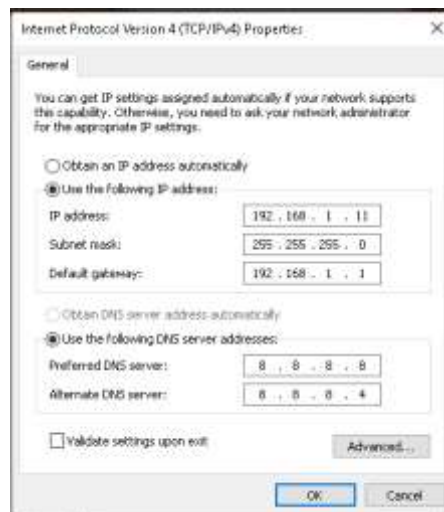 Internet Protocol Version 4 (TCP/IPv4) Properties
General
You can get IP settings assigned automatically if your network supports
this capability. Otherwise, you need to ask your network administrator
for the appropriate IP settings.
Obtain an IP address automatically
Use the following IP address:
IP address: 192 . 168 . 1 . 11
Subnet mask: 255 . 255 . 255 . 0
Default gateway: 192 . 168 . 1 . 1
Obtain DNS server address automatically
Use the following DNS server addresses:
Preferred DNS server: 8 . 8 . 8 . 8
Alternate DNS server: 8 . 8 . 8 . 4
Validate settings upon exit
Advanced...
OK Cancel